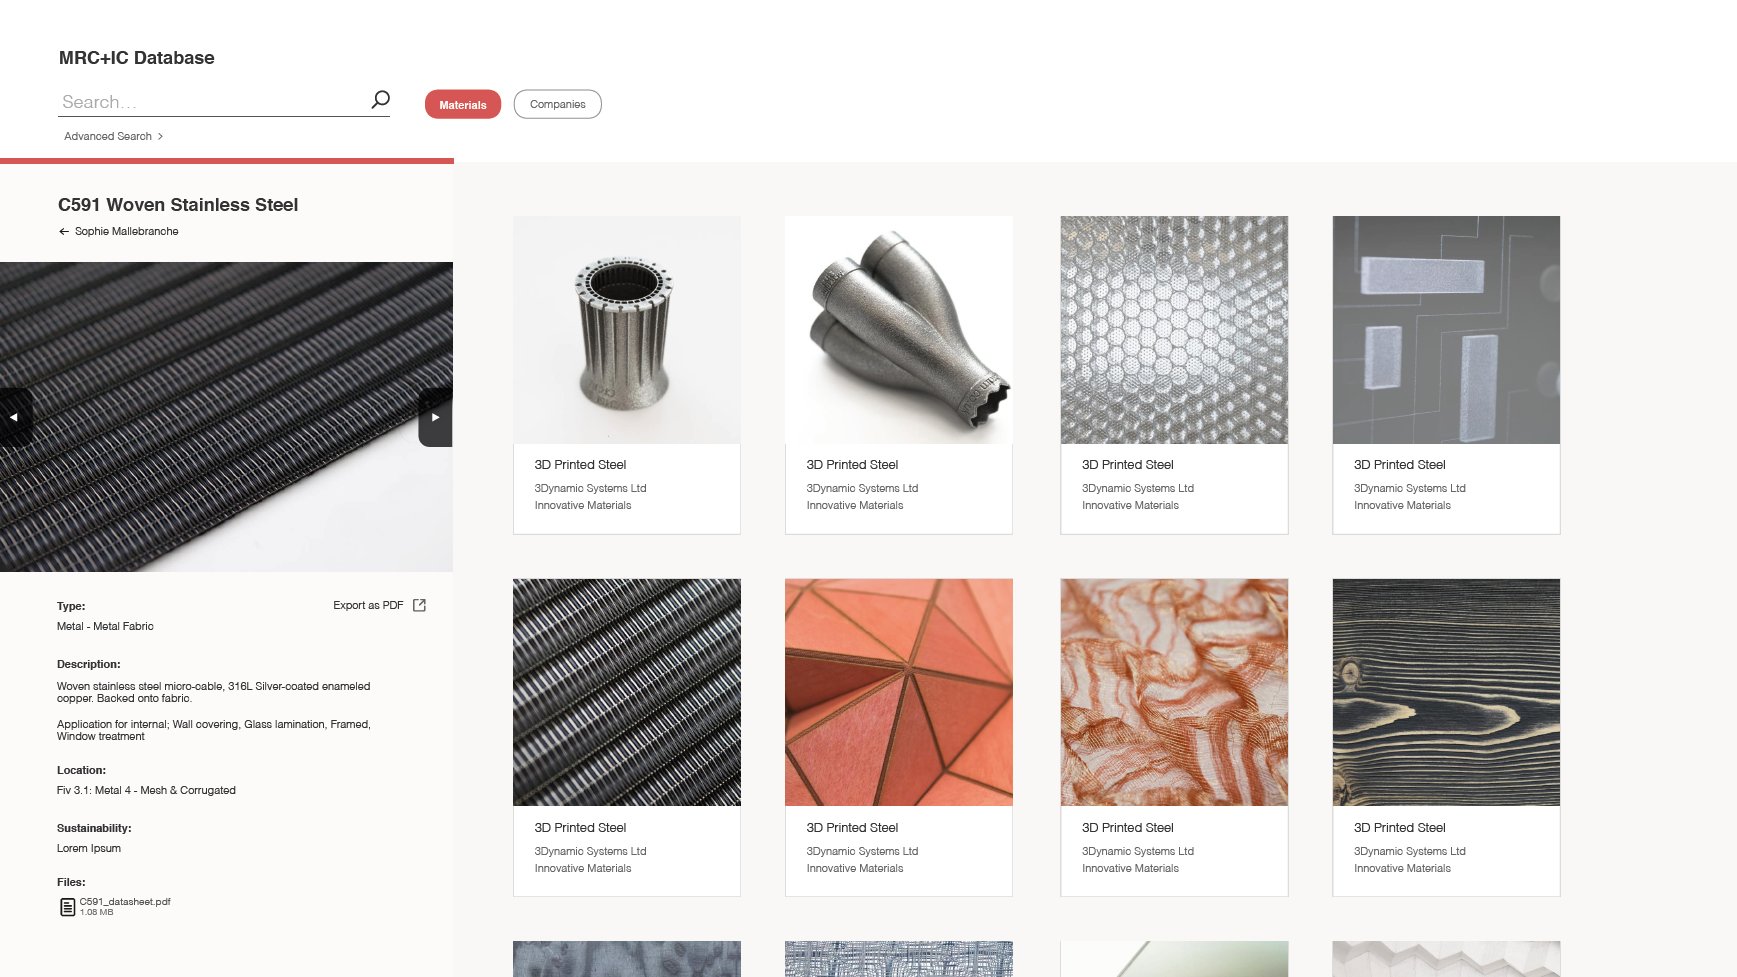 MRC+IC Database
Search...
Materials
Companies
Advanced Search >
C591 Woven Stainless Steel
← Sophie Mallebranche
Type:
Export as PDF
Metal - Metal Fabric
Description:
Woven stainless steel micro-cable, 316L Silver-coated enameled
copper. Backed onto fabric.
Application for internal; Wall covering, Glass lamination, Framed,
Window treatment
Location:
Fiv 3.1: Metal 4 - Mesh & Corrugated
Sustainability:
Lorem Ipsum
Files:
C591_datasheet.pdf
1.08 MB
3D Printed Steel
3Dynamic Systems Ltd
Innovative Materials
3D Printed Steel
3Dynamic Systems Ltd
Innovative Materials
3D Printed Steel
3Dynamic Systems Ltd
Innovative Materials
3D Printed Steel
3Dynamic Systems Ltd
Innovative Materials
3D Printed Steel
3Dynamic Systems Ltd
Innovative Materials
3D Printed Steel
3Dynamic Systems Ltd
Innovative Materials
3D Printed Steel
3Dynamic Systems Ltd
Innovative Materials
3D Printed Steel
3Dynamic Systems Ltd
Innovative Materials